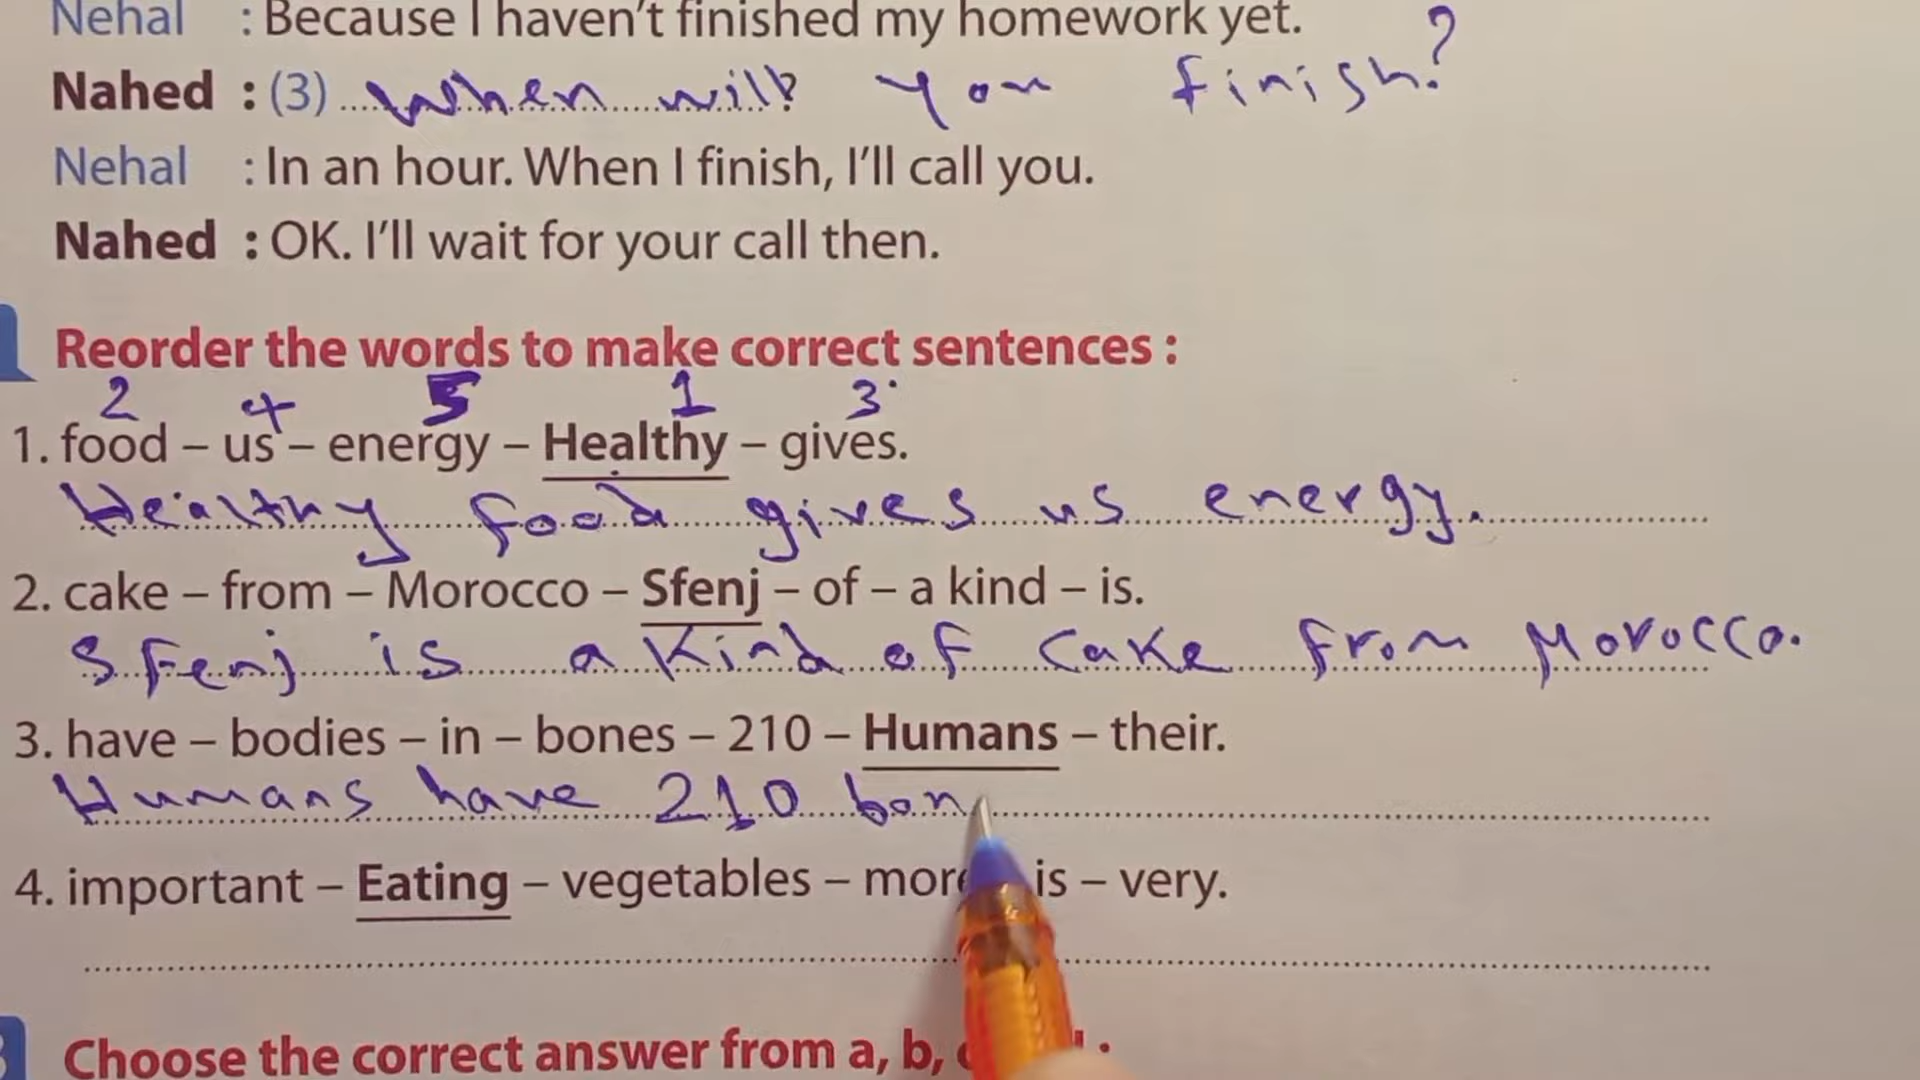 Nehal : Because I haven't finished my homework yet.
Nahed : (3) When will you finish?
Nehal : In an hour. When I finish, I'll call you.
Nahed : OK. I'll wait for your call then.
Reorder the words to make correct sentences :
2 4 5 1 3
1. food – us – energy – Healthy – gives.
Healthy food gives us energy.
2. cake – from – Morocco – Sfenj – of – a kind – is.
Sfenj is a kind of cake from Morocco.
3. have – bodies – in – bones – 210 – Humans – their.
Humans have 210 bon
4. important – Eating – vegetables – more is – very.
Choose the correct answer from a, b,